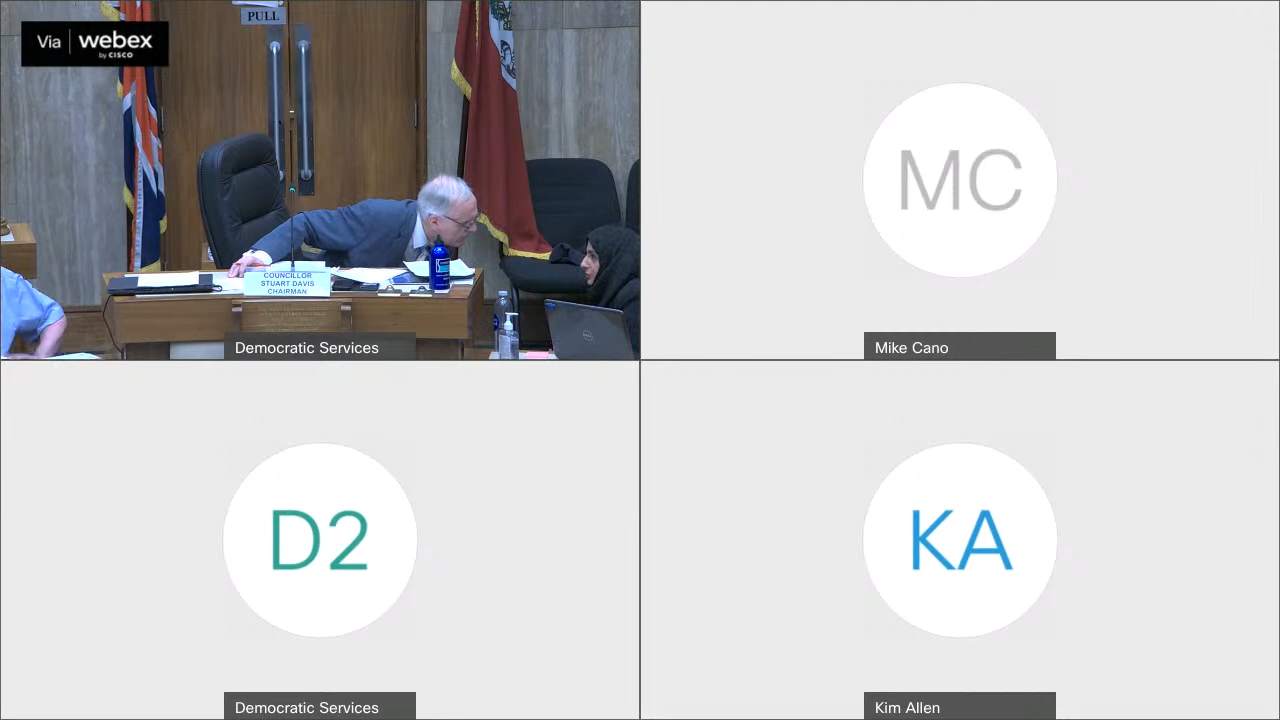 PULL
Via webex
by CISCO
COUNCILLOR
STUART DAVIS
CHAIRMAN
Democratic Services
MC
Mike Cano
D2
Democratic Services
KA
Kim Allen